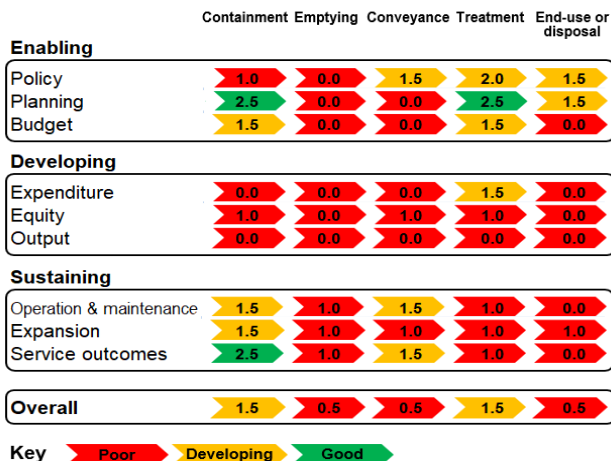 Containment Emptying Conveyance Treatment End-use or disposal
Enabling
Policy 1.0 0.0 1.5 2.0 1.5
Planning 2.5 0.0 0.0 2.5 1.5
Budget 1.5 0.0 0.0 1.5 0.0
Developing
Expenditure 0.0 0.0 0.0 1.5 0.0
Equity 1.0 0.0 1.0 1.0 0.0
Output 0.0 0.0 0.0 0.0 0.0
Sustaining
Operation & maintenance 1.5 1.0 1.5 1.0 0.0
Expansion 1.5 1.0 1.0 1.0 1.0
Service outcomes 2.5 1.0 1.5 1.0 0.0
Overall 1.5 0.5 0.5 1.5 0.5
Key Poor Developing Good